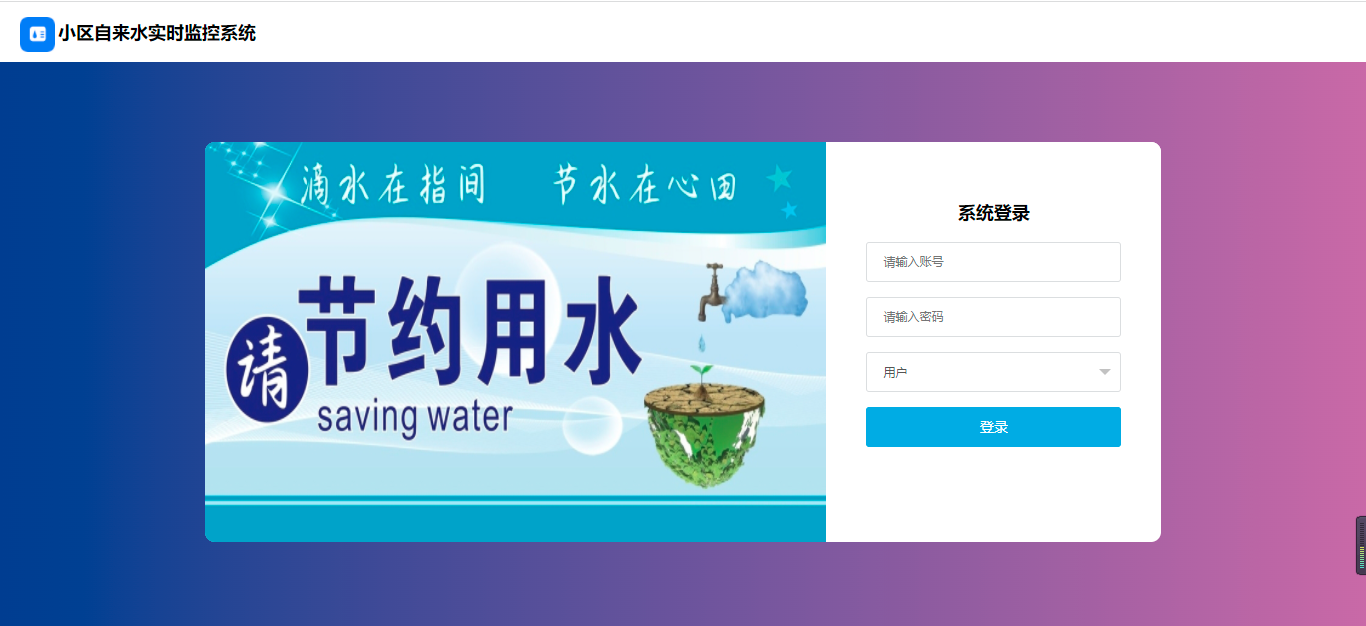 小区自来水实时监控系统
滴水在指间 节水在心田
请
节约用水
saving water
系统登录
请输入账号
请输入密码
用户
登录